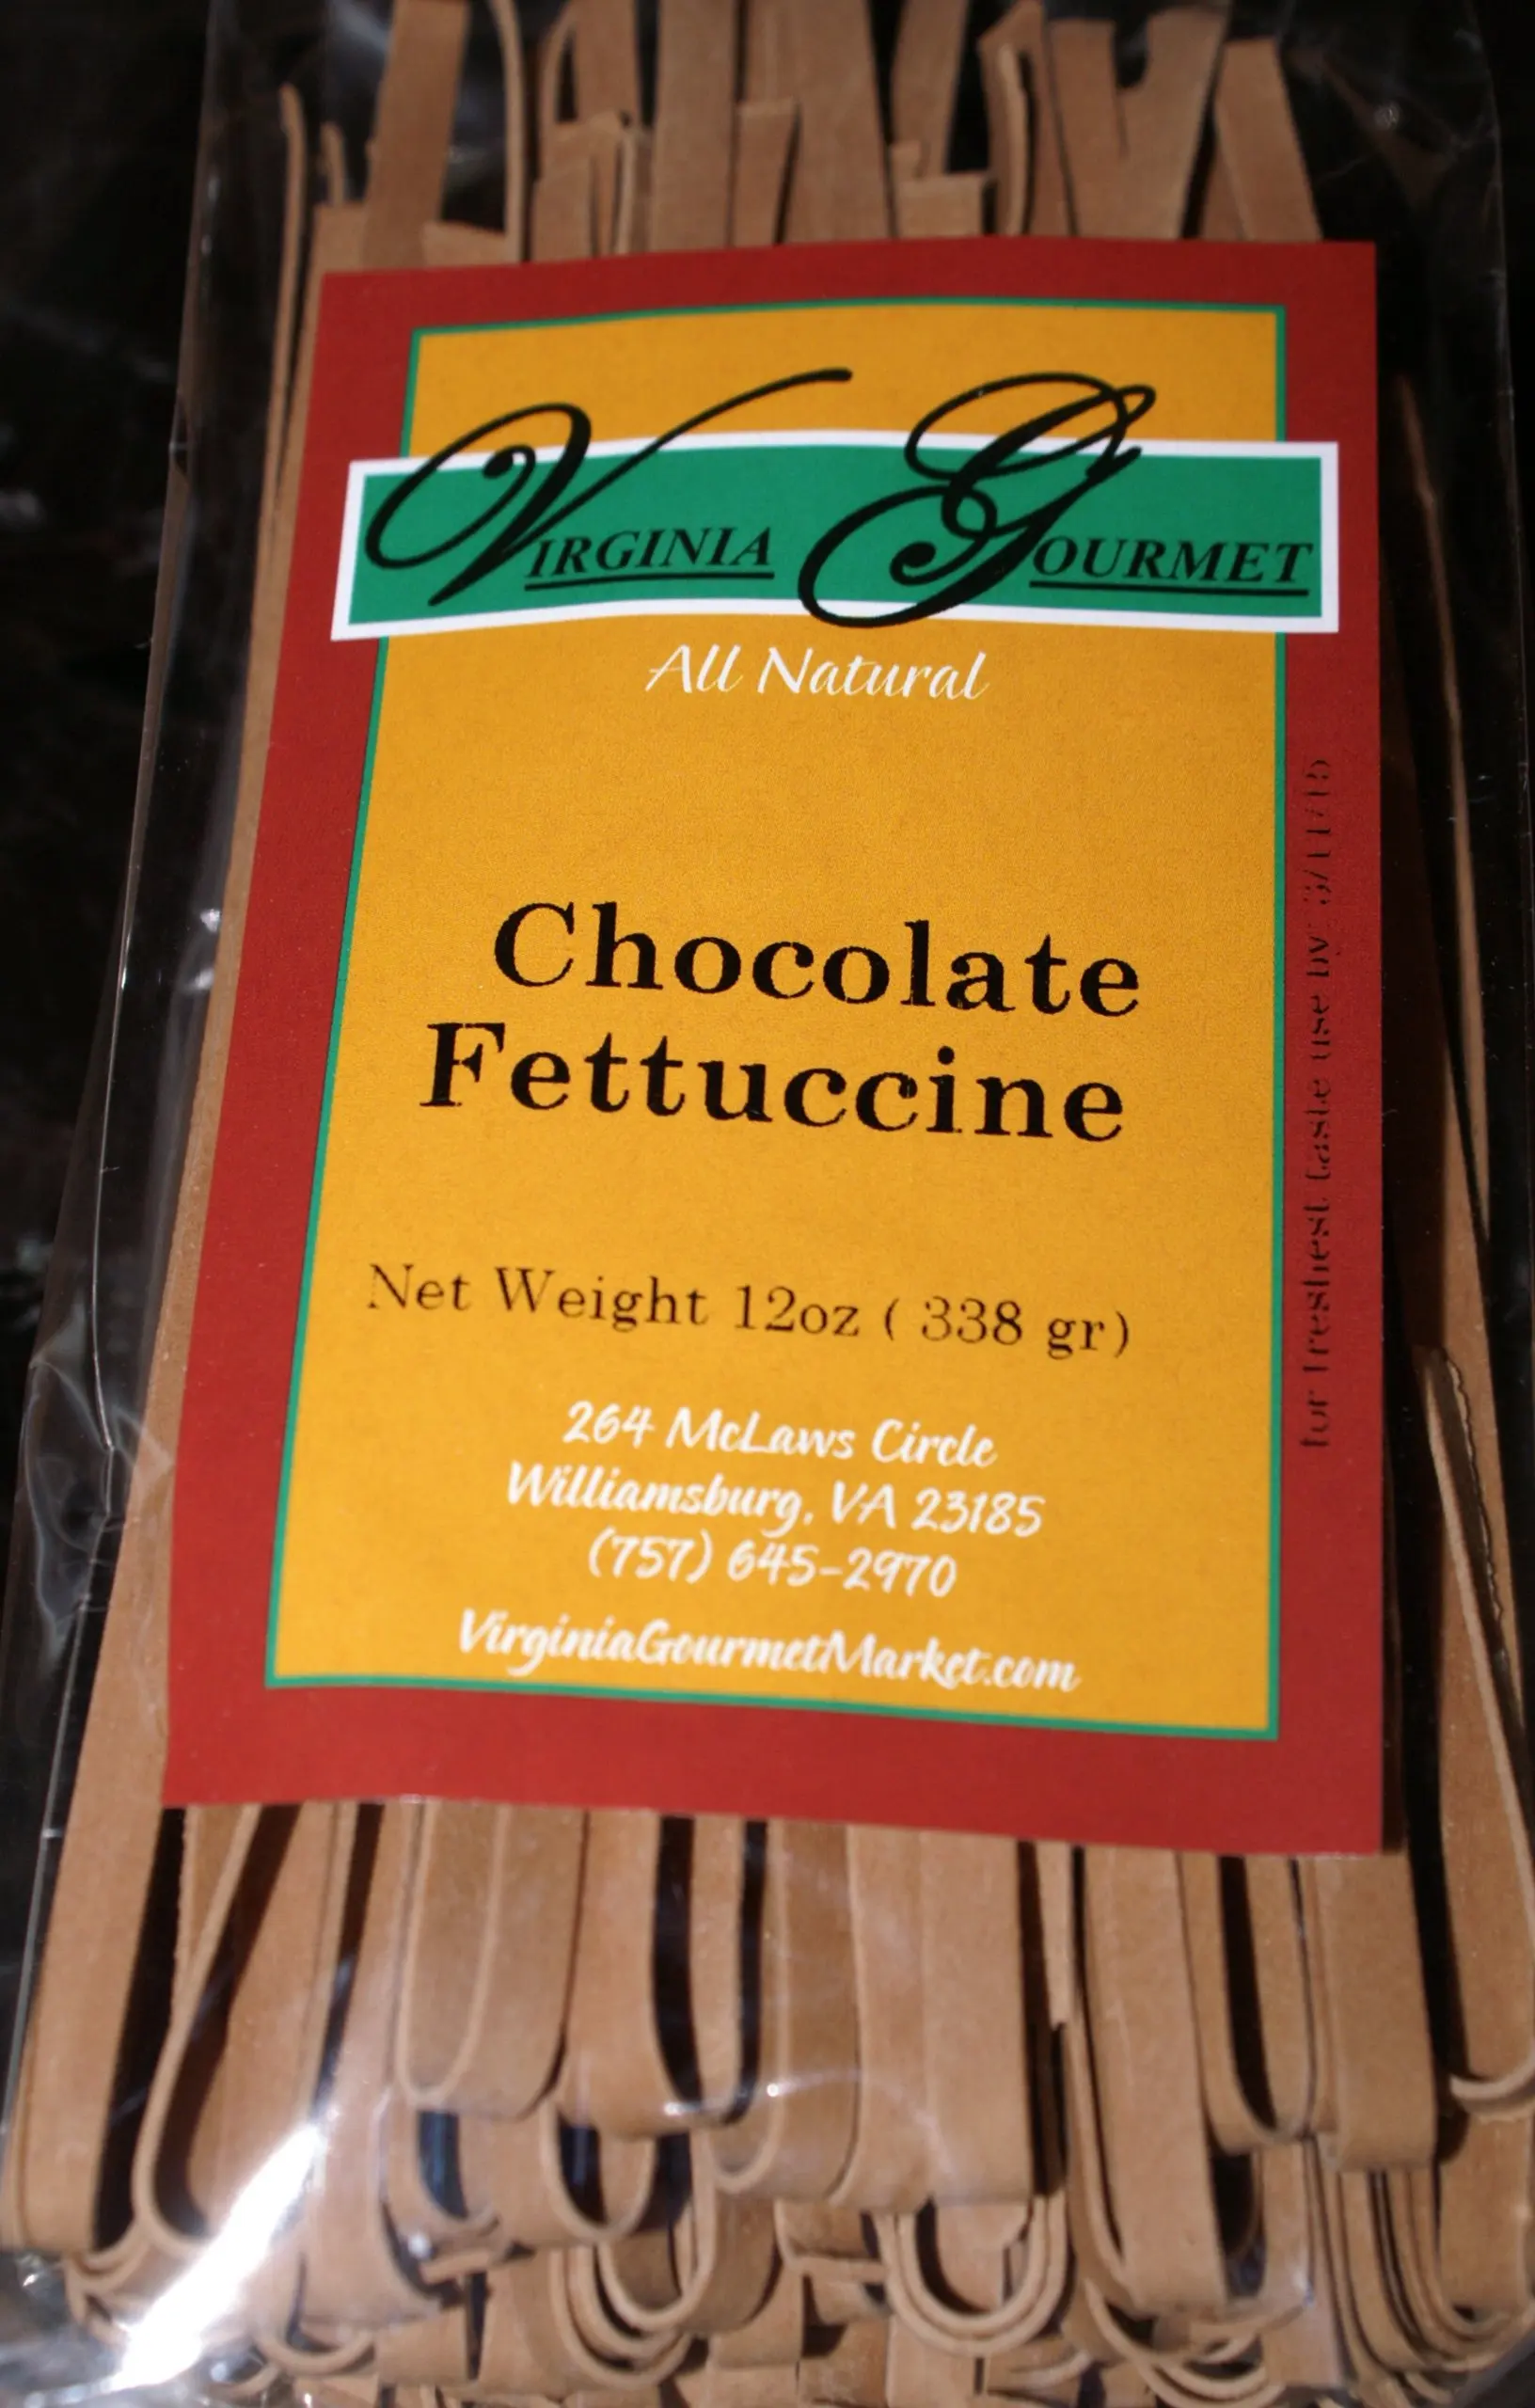 Virginia Gourmet
All Natural
Chocolate
Fettuccine
Net Weight 12oz ( 338 gr)
264 McLaws Circle
Williamsburg, VA 23185
(757) 645-2970
VirginiaGourmetMarket.com
for freshest taste use by